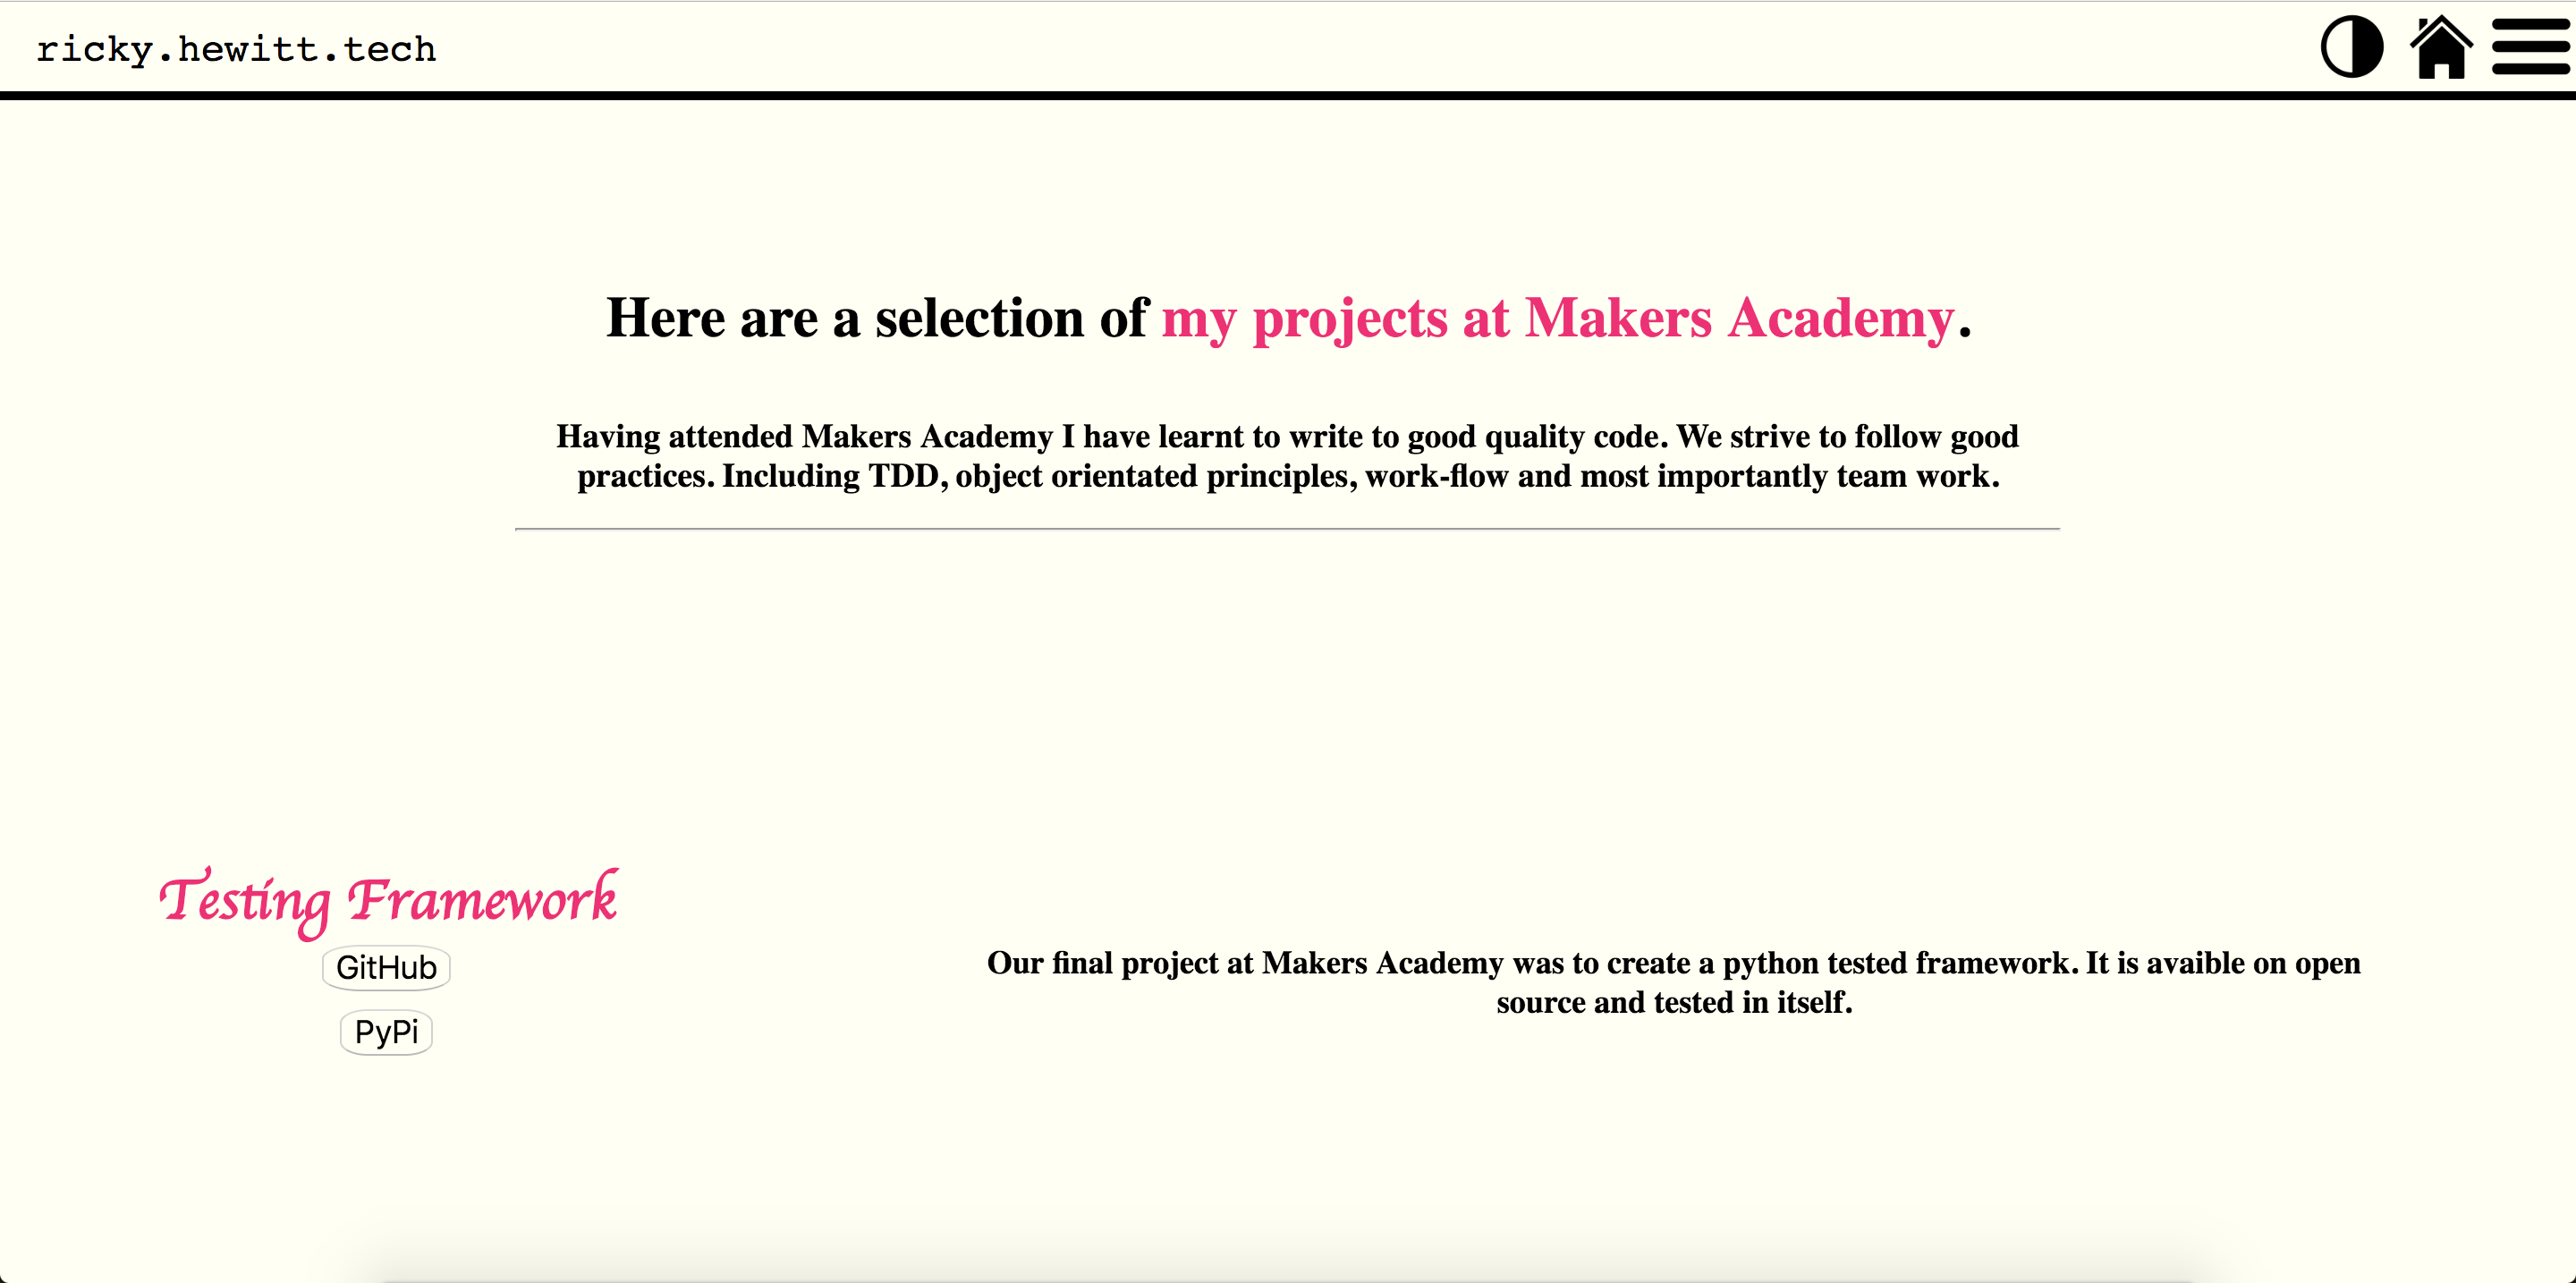 ricky.hewitt.tech
Here are a selection of my projects at Makers Academy.
Having attended Makers Academy I have learnt to write to good quality code. We strive to follow good
practices. Including TDD, object orientated principles, work-flow and most importantly team work.
Testing Framework
GitHub
PyPi
Our final project at Makers Academy was to create a python tested framework. It is avaible on open
source and tested in itself.